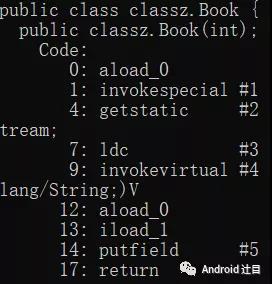 public class classz.Book {
public classz.Book(int);
Code:
0: aload_0
1: invokespecial #1
4: getstatic #2
tream;
7: ldc #3
9: invokevirtual #4
lang/String;)V
12: aload_0
13: iload_1
14: putfield #5
17: return
Android 过目